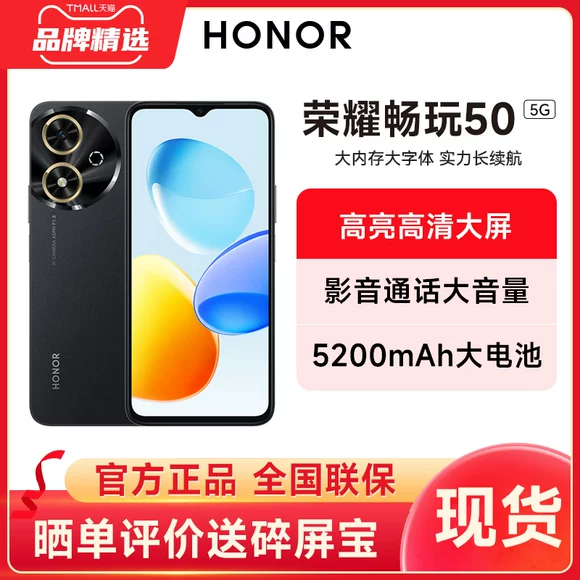 TMALL天猫
品牌精选
HONOR
荣耀畅玩50 5G
大内存大字体 实力长续航
高亮高清大屏
影音通话大音量
5200mAh大电池
HONOR
官方正品 全国联保
晒单评价送碎屏宝
现货